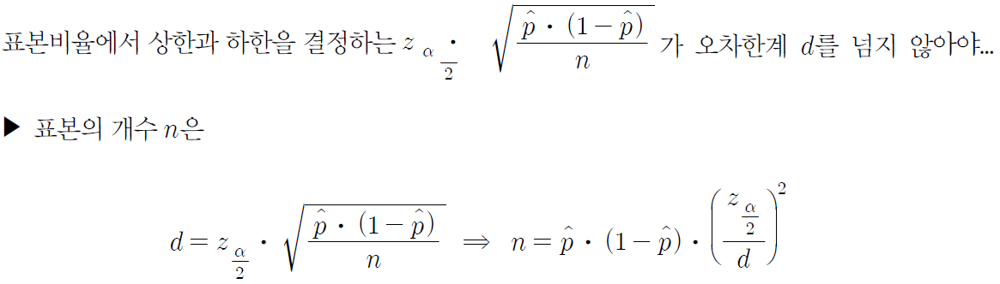 표본비율에서 상한과 하한을 결정하는 $z_{\frac{\alpha}{2}} \cdot \sqrt{\frac{\hat{p} \cdot (1-\hat{p})}{n}}$ 가 오차한계 $d$를 넘지 않아야...
▶ 표본의 개수 $n$은
$d = z_{\frac{\alpha}{2}} \cdot \sqrt{\frac{\hat{p} \cdot (1-\hat{p})}{n}} \implies n = \hat{p} \cdot (1-\hat{p}) \cdot \left(\frac{z_{\frac{\alpha}{2}}}{d}\right)^2$